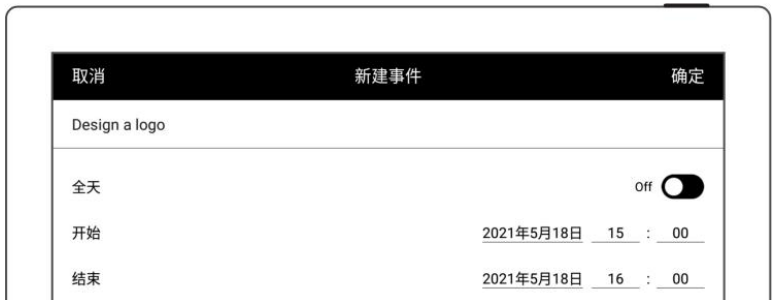 取消 新建事件 确定
Design a logo
全天 Off
开始 2021年5月18日 15 : 00
结束 2021年5月18日 16 : 00